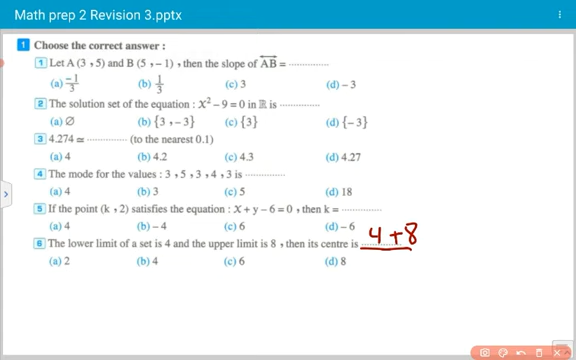 Math prep 2 Revision 3.pptx
1 Choose the correct answer :
1 Let A (3 , 5) and B (5 , −1) , then the slope of \overleftrightarrow{AB} = ...............
(a) −1/3 (b) 1/3 (c) 3 (d) − 3
2 The solution set of the equation : X² − 9 = 0 in ℝ is ...............
(a) ∅ (b) {3 , −3} (c) {3} (d) {−3}
3 4.274 ≃ ............... (to the nearest 0.1)
(a) 4 (b) 4.2 (c) 4.3 (d) 4.27
4 The mode for the values : 3 , 5 , 3 , 4 , 3 is ...............
(a) 4 (b) 3 (c) 5 (d) 18
5 If the point (k , 2) satisfies the equation : X + y − 6 = 0 , then k = ...............
(a) 4 (b) − 4 (c) 6 (d) − 6
6 The lower limit of a set is 4 and the upper limit is 8 , then its centre is ............... 4 + 8
(a) 2 (b) 4 (c) 6 (d) 8